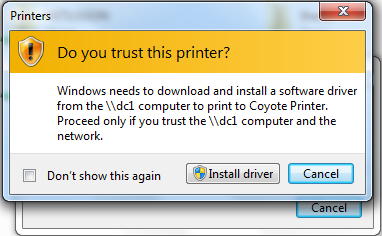 Printers
Do you trust this printer?
Windows needs to download and install a software driver
from the \\dc1 computer to print to Coyote Printer.
Proceed only if you trust the \\dc1 computer and the
network.
Don't show this again
Install driver
Cancel
Cancel